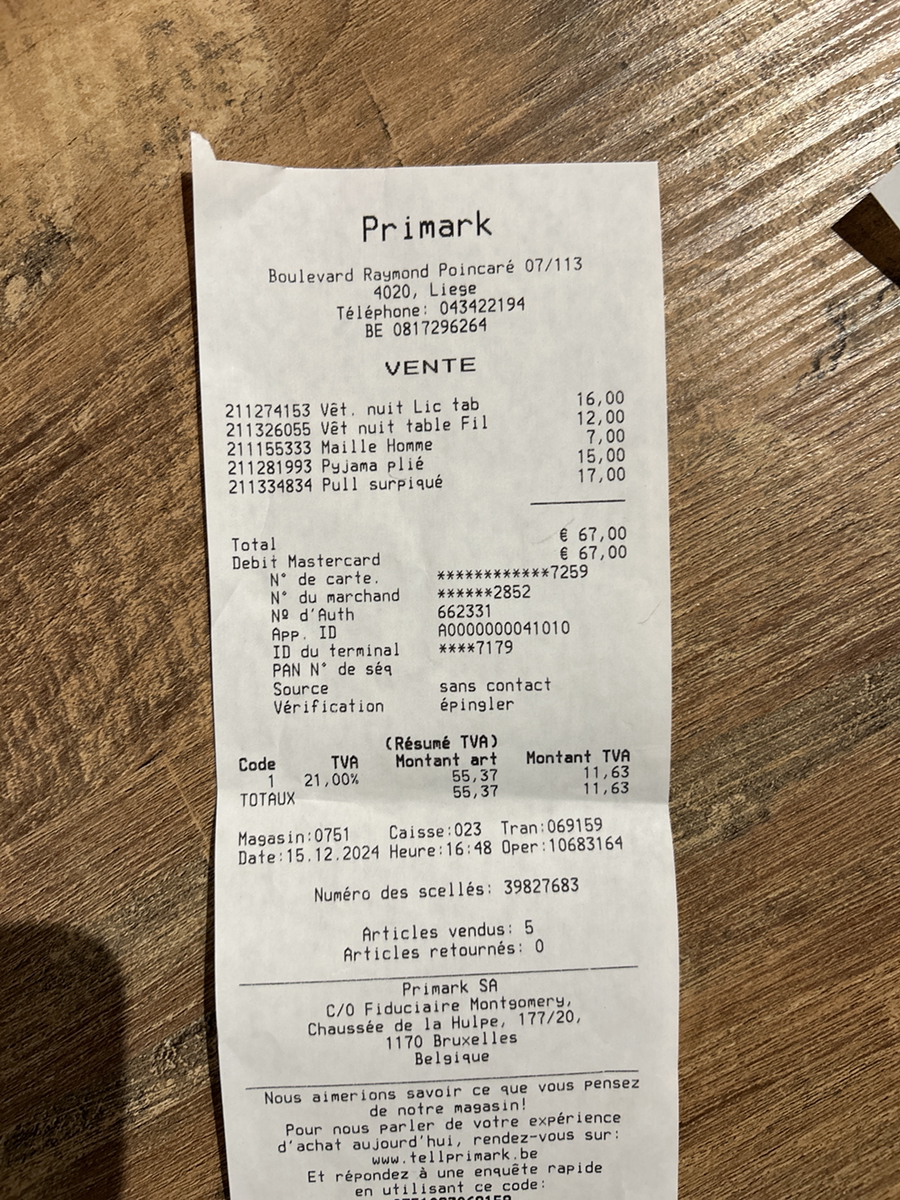 Primark
Boulevard Raymond Poincaré 07/113
4020, Liege
Téléphone: 043422194
BE 0817296264
VENTE
211274153 Vêt. nuit Lic tab 16,00
211326055 Vêt nuit table Fil 12,00
211155333 Maille Homme 7,00
211281993 Pyjama plié 15,00
211334834 Pull surpiqué 17,00
Total € 67,00
Debit Mastercard € 67,00
N° de carte. ************7259
N° du marchand ******2852
Nº d'Auth 662331
App. ID A0000000041010
ID du terminal ****7179
PAN N° de séq
Source sans contact
Vérification épingler
(Résumé TVA)
Code TVA Montant art Montant TVA
1 21,00% 55,37 11,63
TOTAUX 55,37 11,63
Magasin:0751 Caisse:023 Tran:069159
Date:15.12.2024 Heure:16:48 Oper:10683164
Numéro des scellés: 39827683
Articles vendus: 5
Articles retournés: 0
Primark SA
C/O Fiduciaire Montgomery,
Chaussée de la Hulpe, 177/20,
1170 Bruxelles
Belgique
Nous aimerions savoir ce que vous pensez
de notre magasin!
Pour nous parler de votre expérience
d'achat aujourd'hui, rendez-vous sur:
www.tellprimark.be
Et répondez à une enquête rapide
en utilisant ce code: